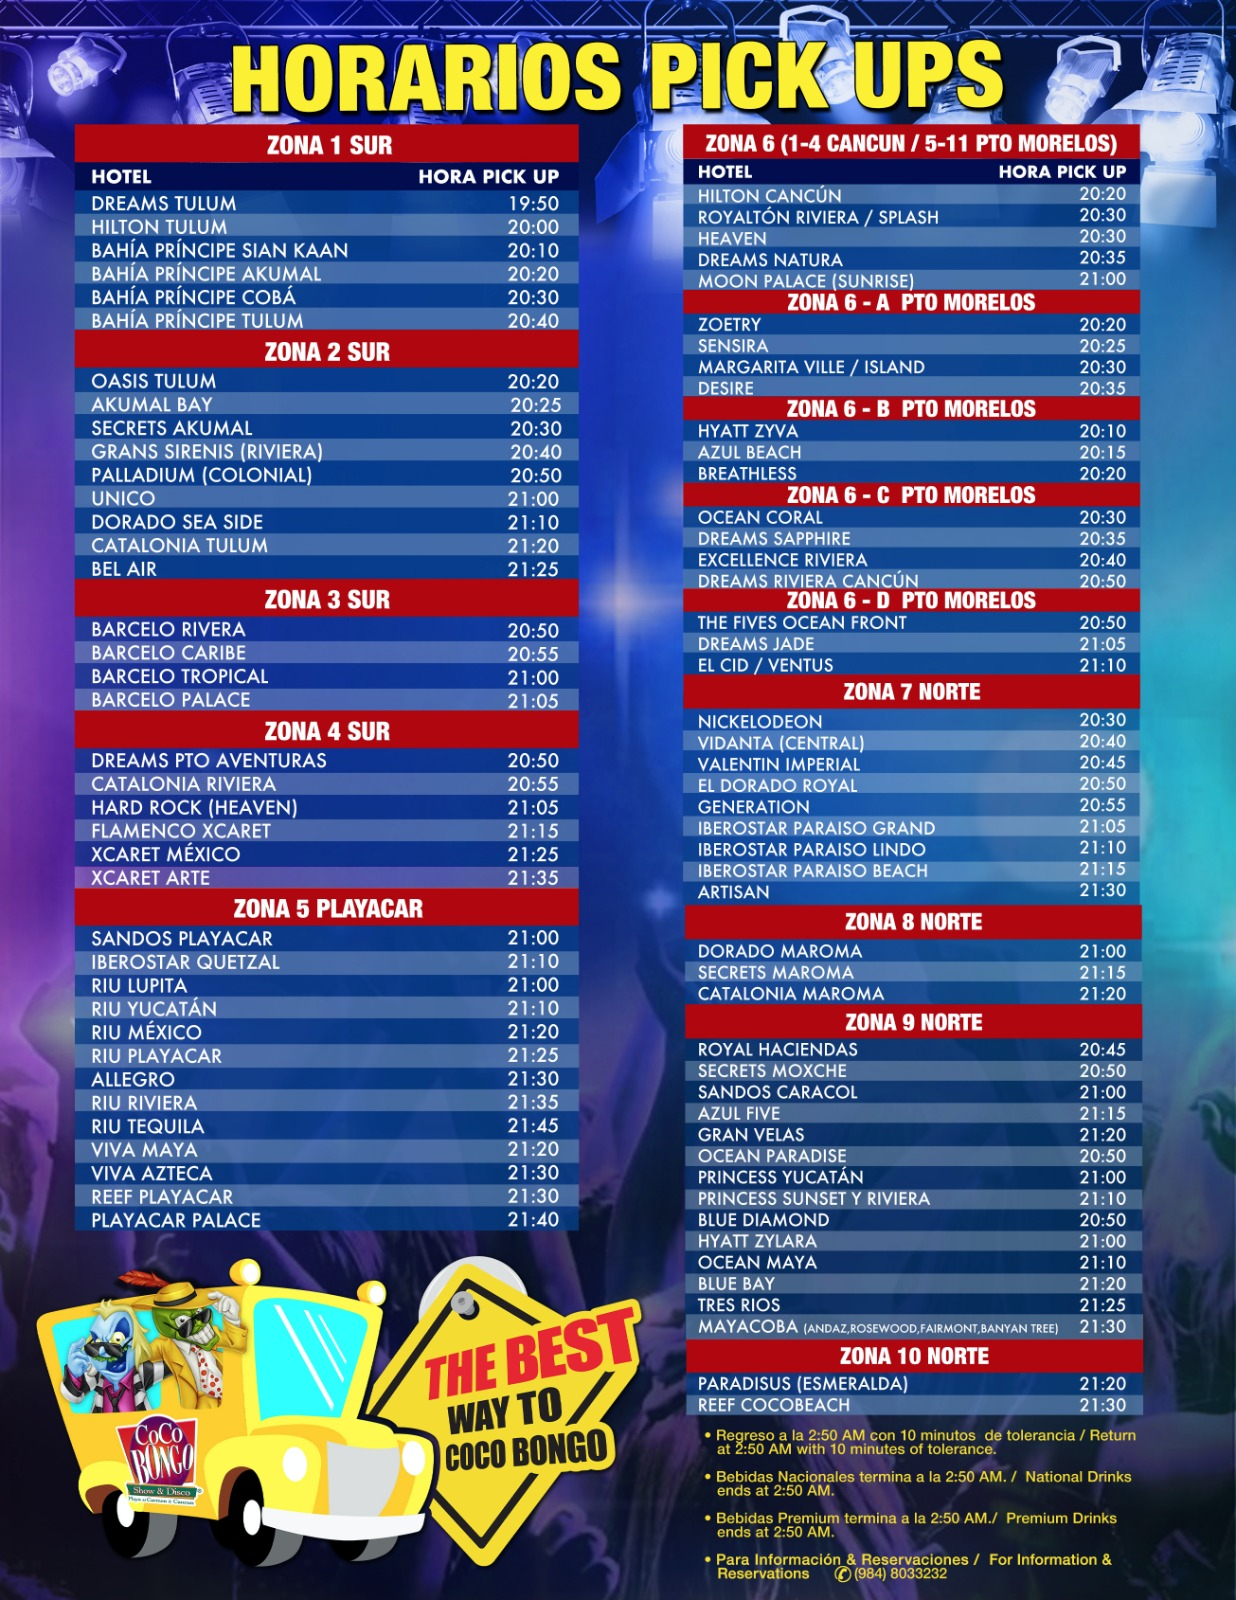 HORARIOS PICK UPS
ZONA 1 SUR
HOTEL HORA PICK UP
DREAMS TULUM 19:50
HILTON TULUM 20:00
BAHÍA PRÍNCIPE SIAN KAAN 20:10
BAHÍA PRÍNCIPE AKUMAL 20:20
BAHÍA PRÍNCIPE COBÁ 20:30
BAHÍA PRÍNCIPE TULUM 20:40
ZONA 2 SUR
OASIS TULUM 20:20
AKUMAL BAY 20:25
SECRETS AKUMAL 20:30
GRANS SIRENIS (RIVIERA) 20:40
PALLADIUM (COLONIAL) 20:50
UNICO 21:00
DORADO SEA SIDE 21:10
CATALONIA TULUM 21:20
BEL AIR 21:25
ZONA 3 SUR
BARCELO RIVERA 20:50
BARCELO CARIBE 20:55
BARCELO TROPICAL 21:00
BARCELO PALACE 21:05
ZONA 4 SUR
DREAMS PTO AVENTURAS 20:50
CATALONIA RIVIERA 20:55
HARD ROCK (HEAVEN) 21:05
FLAMENCO XCARET 21:15
XCARET MÉXICO 21:25
XCARET ARTE 21:35
ZONA 5 PLAYACAR
SANDOS PLAYACAR 21:00
IBEROSTAR QUETZAL 21:10
RIU LUPITA 21:00
RIU YUCATÁN 21:10
RIU MÉXICO 21:20
RIU PLAYACAR 21:25
ALLEGRO 21:30
RIU RIVIERA 21:35
RIU TEQUILA 21:45
VIVA MAYA 21:20
VIVA AZTECA 21:30
REEF PLAYACAR 21:30
PLAYACAR PALACE 21:40
ZONA 6 (1-4 CANCUN / 5-11 PTO MORELOS)
HOTEL HORA PICK UP
HILTON CANCÚN 20:20
ROYALTÓN RIVIERA / SPLASH 20:30
HEAVEN 20:30
DREAMS NATURA 20:35
MOON PALACE (SUNRISE) 21:00
ZONA 6 - A PTO MORELOS
ZOETRY 20:20
SENSIRA 20:25
MARGARITA VILLE / ISLAND 20:30
DESIRE 20:35
ZONA 6 - B PTO MORELOS
HYATT ZYVA 20:10
AZUL BEACH 20:15
BREATHLESS 20:20
ZONA 6 - C PTO MORELOS
OCEAN CORAL 20:30
DREAMS SAPPHIRE 20:35
EXCELLENCE RIVIERA 20:40
DREAMS RIVIERA CANCÚN 20:50
ZONA 6 - D PTO MORELOS
THE FIVES OCEAN FRONT 20:50
DREAMS JADE 21:05
EL CID / VENTUS 21:10
ZONA 7 NORTE
NICKELODEON 20:30
VIDANTA (CENTRAL) 20:40
VALENTIN IMPERIAL 20:45
EL DORADO ROYAL 20:50
GENERATION 20:55
IBEROSTAR PARAISO GRAND 21:05
IBEROSTAR PARAISO LINDO 21:10
IBEROSTAR PARAISO BEACH 21:15
ARTISAN 21:30
ZONA 8 NORTE
DORADO MAROMA 21:00
SECRETS MAROMA 21:15
CATALONIA MAROMA 21:20
ZONA 9 NORTE
ROYAL HACIENDAS 20:45
SECRETS MOXCHE 20:50
SANDOS CARACOL 21:00
AZUL FIVE 21:15
GRAN VELAS 21:20
OCEAN PARADISE 20:50
PRINCESS YUCATÁN 21:00
PRINCESS SUNSET Y RIVIERA 21:10
BLUE DIAMOND 20:50
HYATT ZYLARA 21:00
OCEAN MAYA 21:10
BLUE BAY 21:20
TRES RIOS 21:25
MAYACOBA (ANDAZ,ROSEWOOD,FAIRMONT,BANYAN TREE) 21:30
ZONA 10 NORTE
PARADISUS (ESMERALDA) 21:20
REEF COCOBEACH 21:30
• Regreso a la 2:50 AM con 10 minutos de tolerancia / Return
at 2:50 AM with 10 minutes of tolerance.
• Bebidas Nacionales termina a la 2:50 AM. / National Drinks
ends at 2:50 AM.
• Bebidas Premium termina a la 2:50 AM./ Premium Drinks
ends at 2:50 AM.
• Para Información & Reservaciones / For Information &
Reservations (984) 8033232
THE BEST
WAY TO
COCO BONGO
COCO
BONGO
Show & Disco